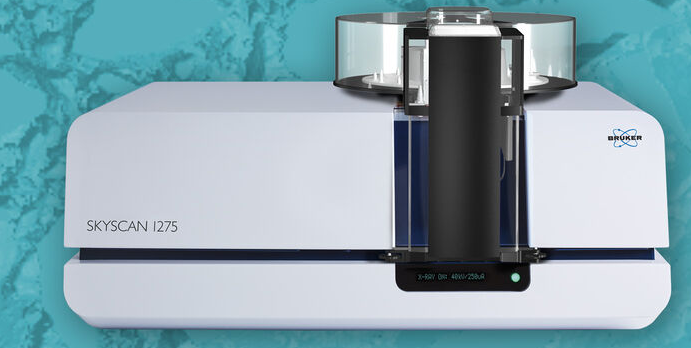 BRUKER
SKYSCAN 1275
X-RAY ON: 40kV/250uA